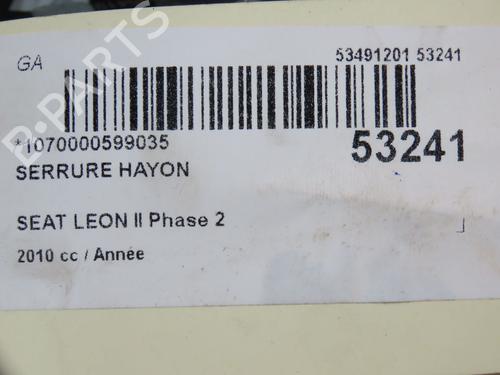 GA
53491201 53241
B-PARTS
*1070000599035
53241
SERRURE HAYON
SEAT LEON II Phase 2
2010 cc / Année